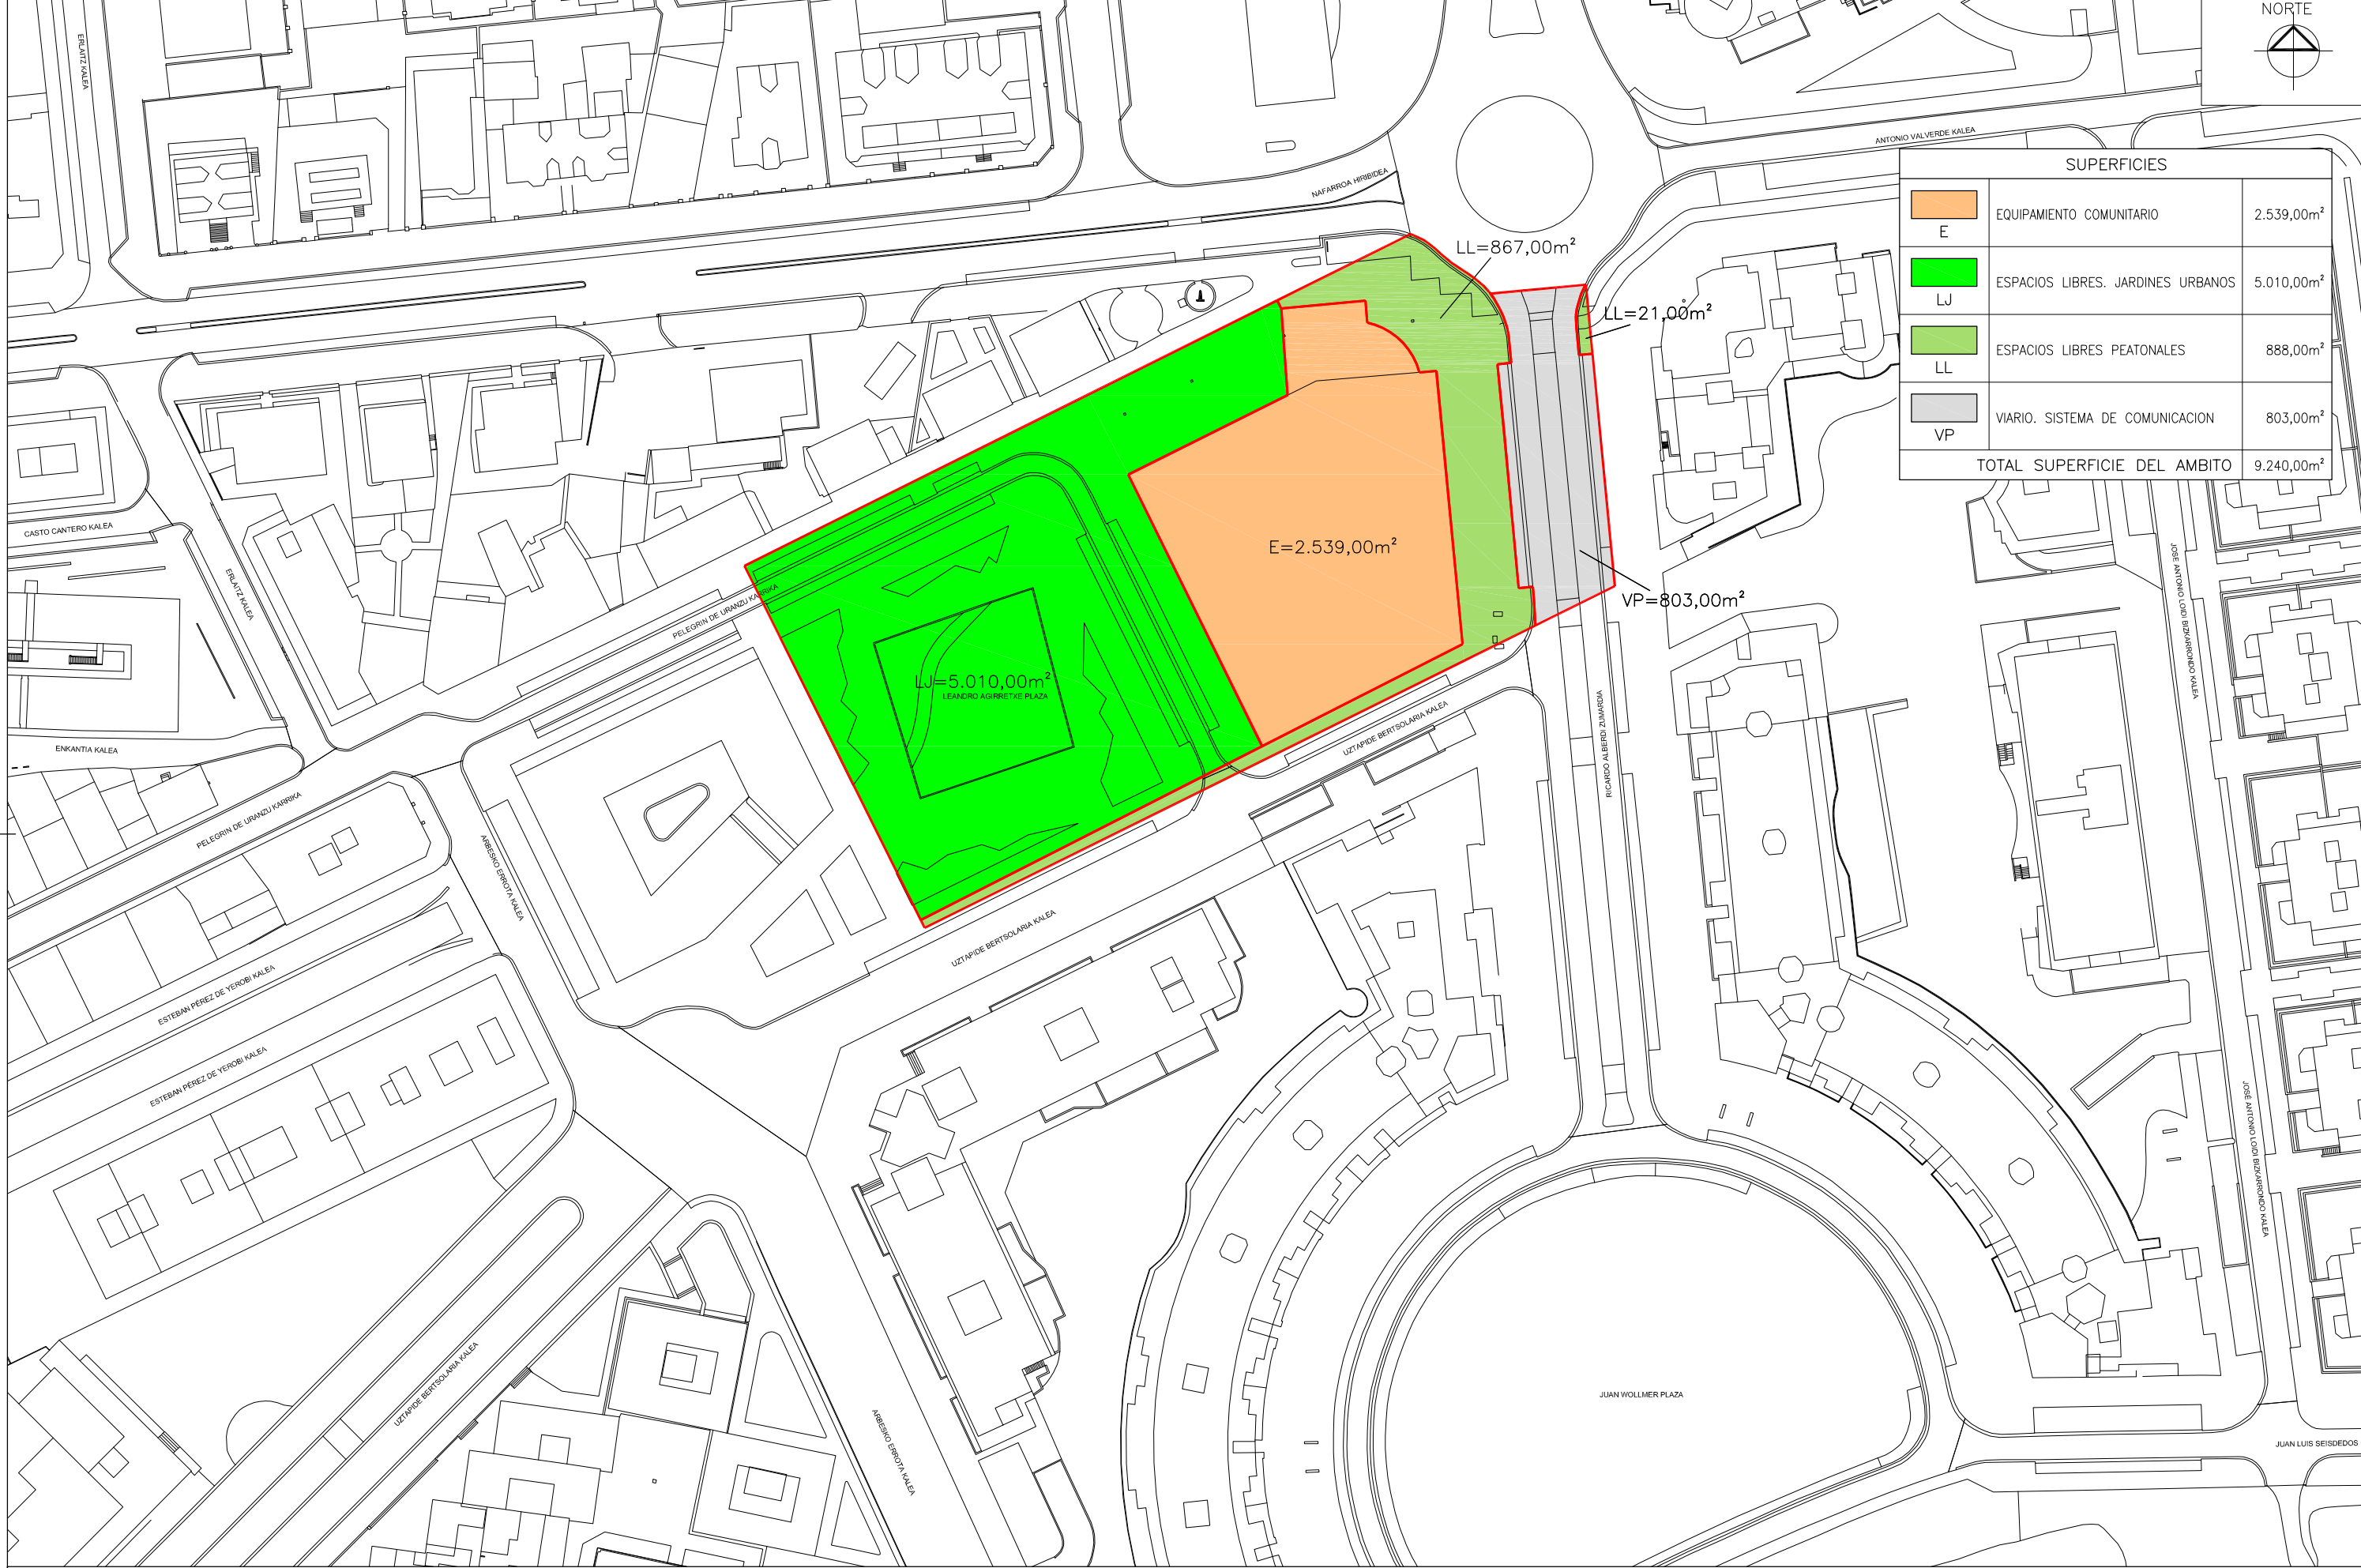 NORTE
ERLAITZ KALEA
ANTONIO VALVERDE KALEA
NAFARROA HIRIBIDEA
SUPERFICIES
E
EQUIPAMIENTO COMUNITARIO
2.539,00m²
LJ
ESPACIOS LIBRES. JARDINES URBANOS
5.010,00m²
LL
ESPACIOS LIBRES PEATONALES
888,00m²
VP
VIARIO. SISTEMA DE COMUNICACION
803,00m²
TOTAL SUPERFICIE DEL AMBITO
9.240,00m²
LL=867,00m²
LL=21,00m²
CASTO CANTERO KALEA
E=2.539,00m²
ERLAITZ KALEA
PELEGRIN DE URANZU KARRIKA
VP=803,00m²
JOSÉ ANTONIO LOIDI BIZKARRONDO KALEA
LJ=5.010,00m²
LEANDRO AGIRRETXE PLAZA
UZTAPIDE BERTSOLARIA KALEA
RICARDO ALBERDI ZUMARDIA
ENKANTIA KALEA
PELEGRIN DE URANZU KARRIKA
ARBESKO ERROTA KALEA
UZTAPIDE BERTSOLARIA KALEA
ESTEBAN PÉREZ DE YEROBI KALEA
ESTEBAN PÉREZ DE YEROBI KALEA
JOSÉ ANTONIO LOIDI BIZKARRONDO KALEA
UZTAPIDE BERTSOLARIA KALEA
ARBESKO ERROTA KALEA
JUAN WOLLMER PLAZA
JUAN LUIS SEISDEDOS